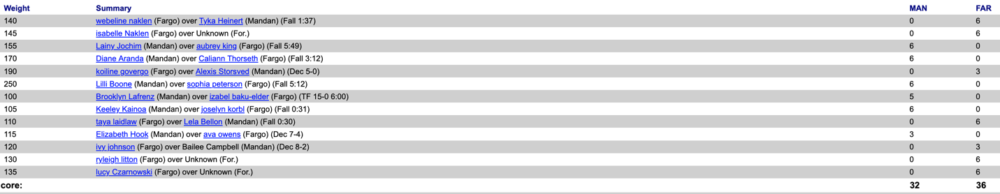 Weight Summary MAN FAR
140 webeline naklen (Fargo) over Tyka Heinert (Mandan) (Fall 1:37) 0 6
145 isabelle Naklen (Fargo) over Unknown (For.) 0 6
155 Lainy Jochim (Mandan) over aubrey king (Fargo) (Fall 5:49) 6 0
170 Diane Aranda (Mandan) over Caliann Thorseth (Fargo) (Fall 3:12) 6 0
190 koiline govergo (Fargo) over Alexis Storsved (Mandan) (Dec 5-0) 0 3
250 Lilli Boone (Mandan) over sophia peterson (Fargo) (Fall 5:12) 6 0
100 Brooklyn Lafrenz (Mandan) over izabel baku-elder (Fargo) (TF 15-0 6:00) 5 0
105 Keeley Kainoa (Mandan) over joselyn korbl (Fargo) (Fall 0:31) 6 0
110 taya laidlaw (Fargo) over Lela Bellon (Mandan) (Fall 0:30) 0 6
115 Elizabeth Hook (Mandan) over ava owens (Fargo) (Dec 7-4) 3 0
120 ivy johnson (Fargo) over Bailee Campbell (Mandan) (Dec 8-2) 0 3
130 ryleigh litton (Fargo) over Unknown (For.) 0 6
135 lucy Czarnowski (Fargo) over Unknown (For.) 0 6
core: 32 36